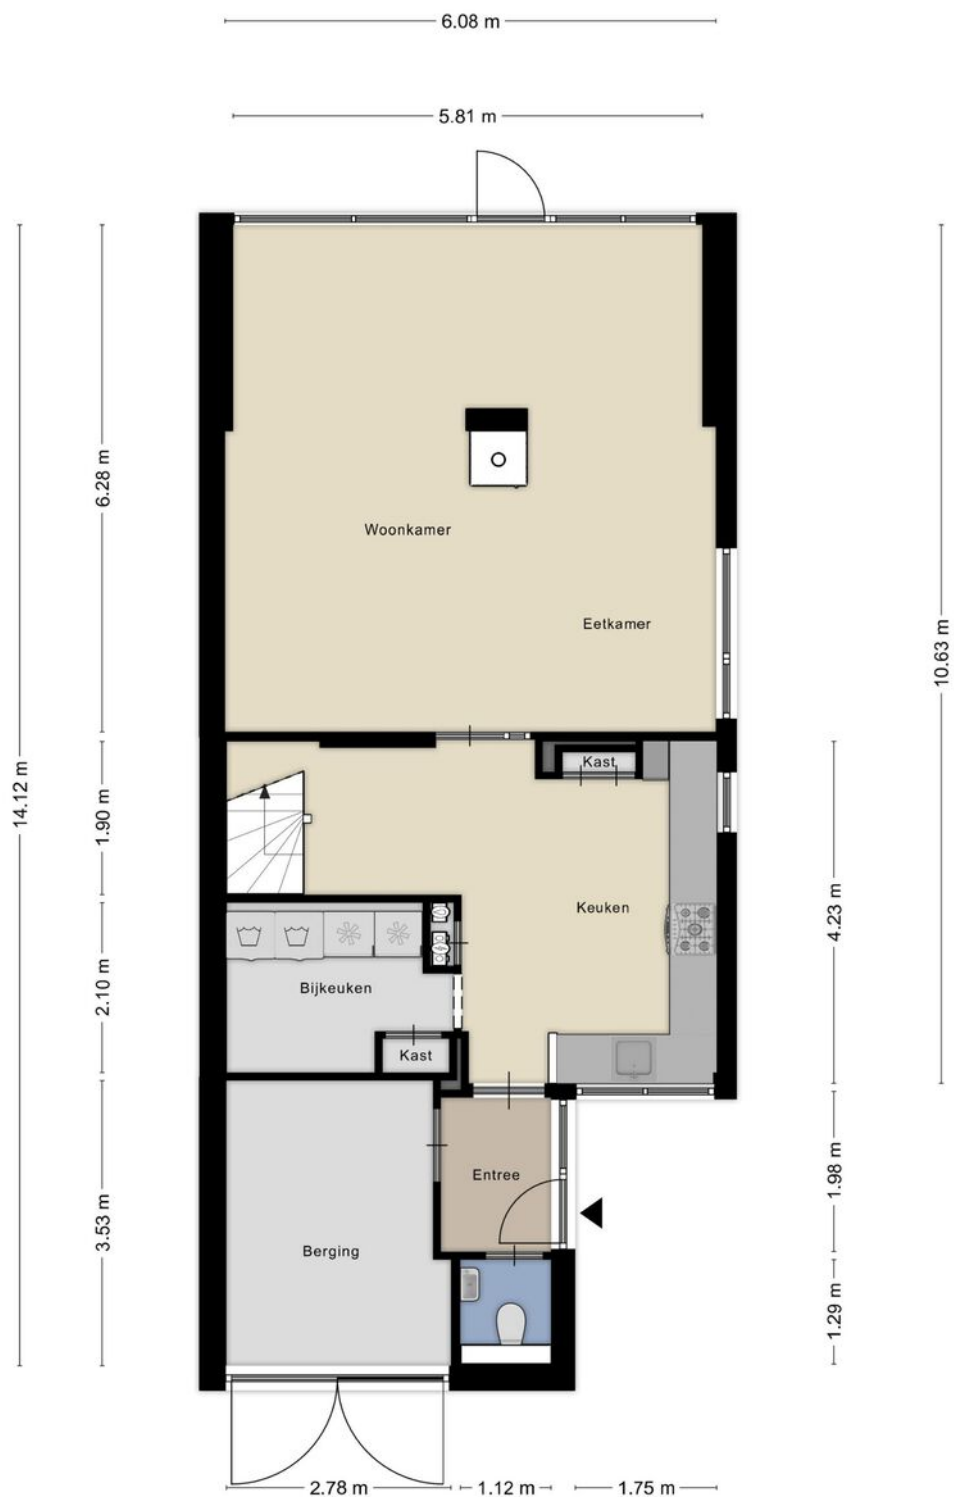 6.08 m
5.81 m
6.28 m
Woonkamer
Eetkamer
10.63 m
Kast
14.12 m
1.90 m
Keuken
4.23 m
2.10 m
Bijkeuken
Kast
1.98 m
Entree
3.53 m
Berging
1.29 m
2.78 m
1.12 m
1.75 m